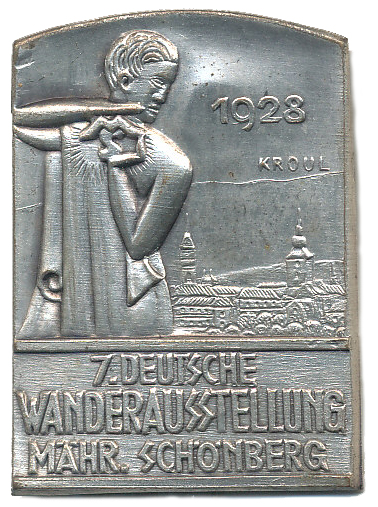 1928
KROUL
7. DEUTSCHE
WANDERAUSSTELLUNG
MÄHR. SCHÖNBERG